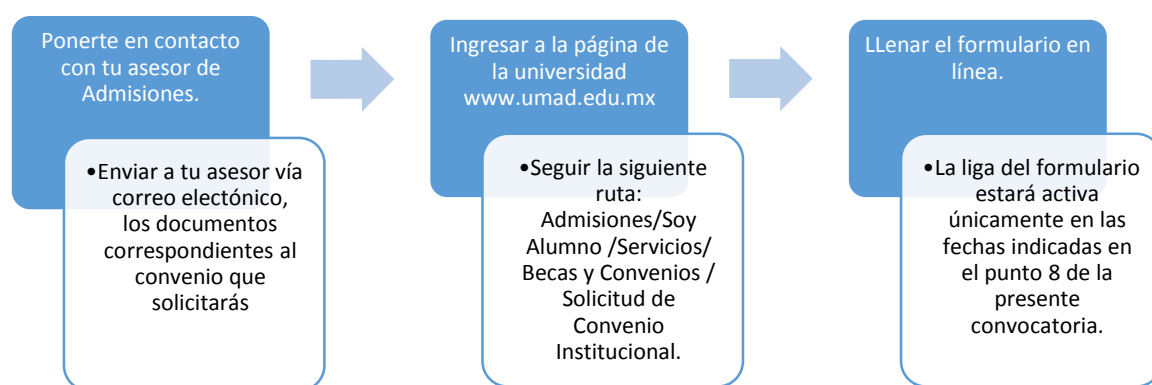 Ponerte en contacto
con tu asesor de
Admisiones.
•Enviar a tu asesor vía
correo electónico,
los documentos
correspondientes al
convenio que
solicitarás
Ingresar a la página de
la universidad
www.umad.edu.mx
•Seguir la siguiente
ruta:
Admisiones/Soy
Alumno /Servicios/
Becas y Convenios /
Solicitud de
Convenio
Institucional.
LLenar el formulario en
línea.
•La liga del formulario
estará activa
únicamente en las
fechas indicadas en
el punto 8 de la
presente
convocatoria.